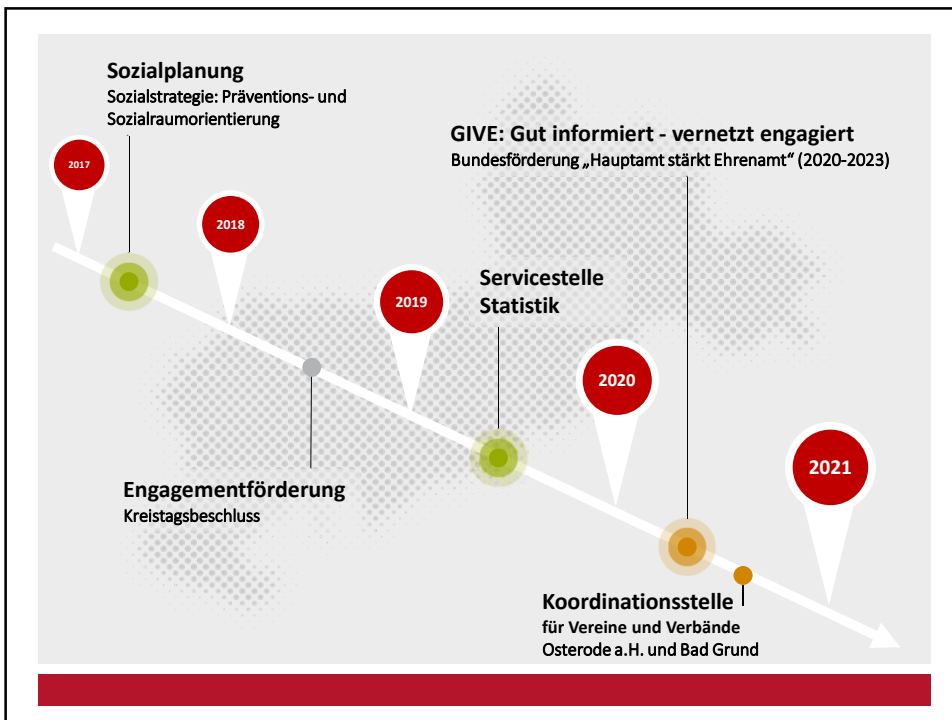 Sozialplanung
Sozialstrategie: Präventions- und
Sozialraumorientierung
GIVE: Gut informiert - vernetzt engagiert
Bundesförderung „Hauptamt stärkt Ehrenamt“ (2020-2023)
2017
2018
Servicestelle
Statistik
2019
2020
2021
Engagementförderung
Kreistagsbeschluss
Koordinationsstelle
für Vereine und Verbände
Osterode a.H. und Bad Grund